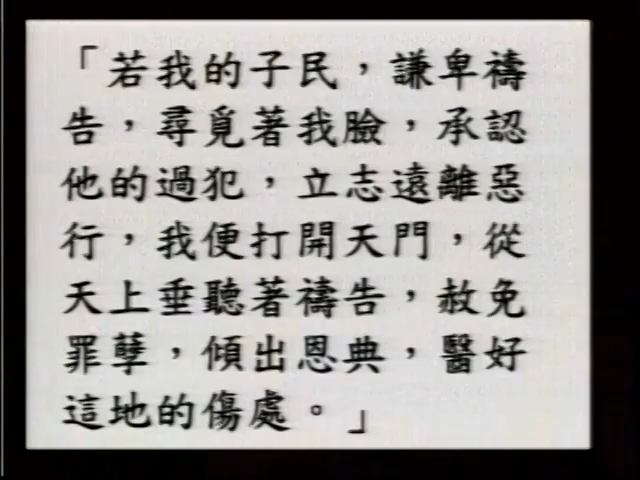 「若我的子民，謙卑禱
告，尋覓著我臉，承認
他的過犯，立志遠離惡
行，我便打開天門，從
天上垂聽著禱告，赦免
罪孽，傾出恩典，醫好
這地的傷處。」